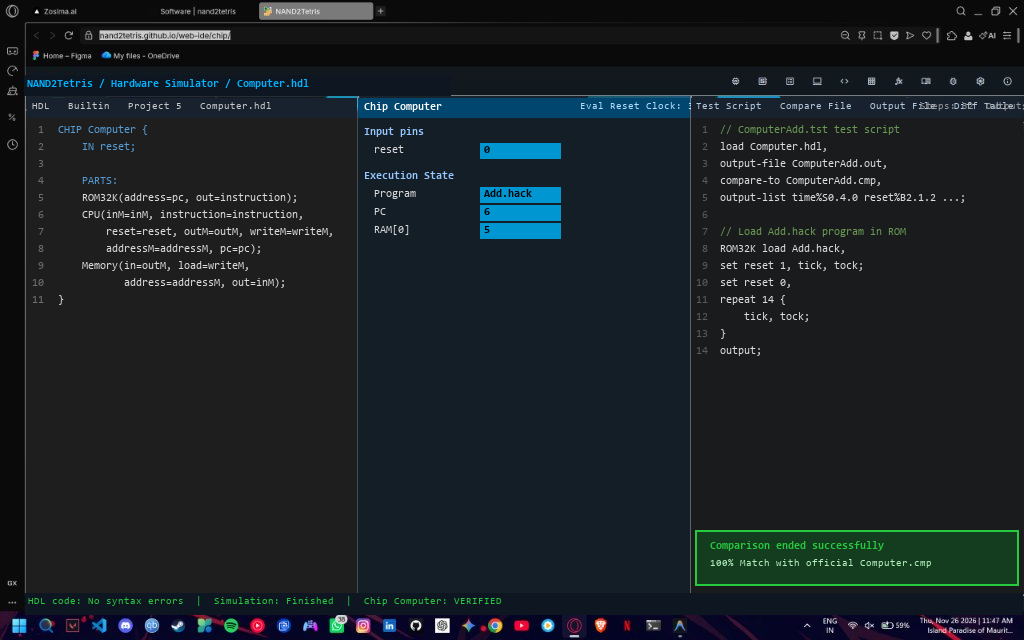 Zosima.ai
Software | nand2tetris
NAND2Tetris
nand2tetris.github.io/web-ide/chip/
AI
Home – Figma
My files - OneDrive
NAND2Tetris / Hardware Simulator / Computer.hdl
HDL Builtin Project 5 Computer.hdl
1 CHIP Computer {
2 IN reset;
3
4 PARTS:
5 ROM32K(address=pc, out=instruction);
6 CPU(inM=inM, instruction=instruction,
7 reset=reset, outM=outM, writeM=writeM,
8 addressM=addressM, pc=pc);
9 Memory(in=outM, load=writeM,
10 address=addressM, out=inM);
11 }
Chip Computer Eval Reset Clock:
Input pins
reset 0
Execution State
Program Add.hack
PC 6
RAM[0] 5
Test Script Compare File Output File Diff Table
1 // ComputerAdd.tst test script
2 load Computer.hdl,
3 output-file ComputerAdd.out,
4 compare-to ComputerAdd.cmp,
5 output-list time%S0.4.0 reset%B2.1.2 ...;
6
7 // Load Add.hack program in ROM
8 ROM32K load Add.hack,
9 set reset 1, tick, tock;
10 set reset 0,
11 repeat 14 {
12 tick, tock;
13 }
14 output;
Comparison ended successfully
100% Match with official Computer.cmp
GX
HDL code: No syntax errors | Simulation: Finished | Chip Computer: VERIFIED
38
ENG
IN
59%
Thu, Nov 26 2026 | 11:47 AM
Island Paradise of Maurit...